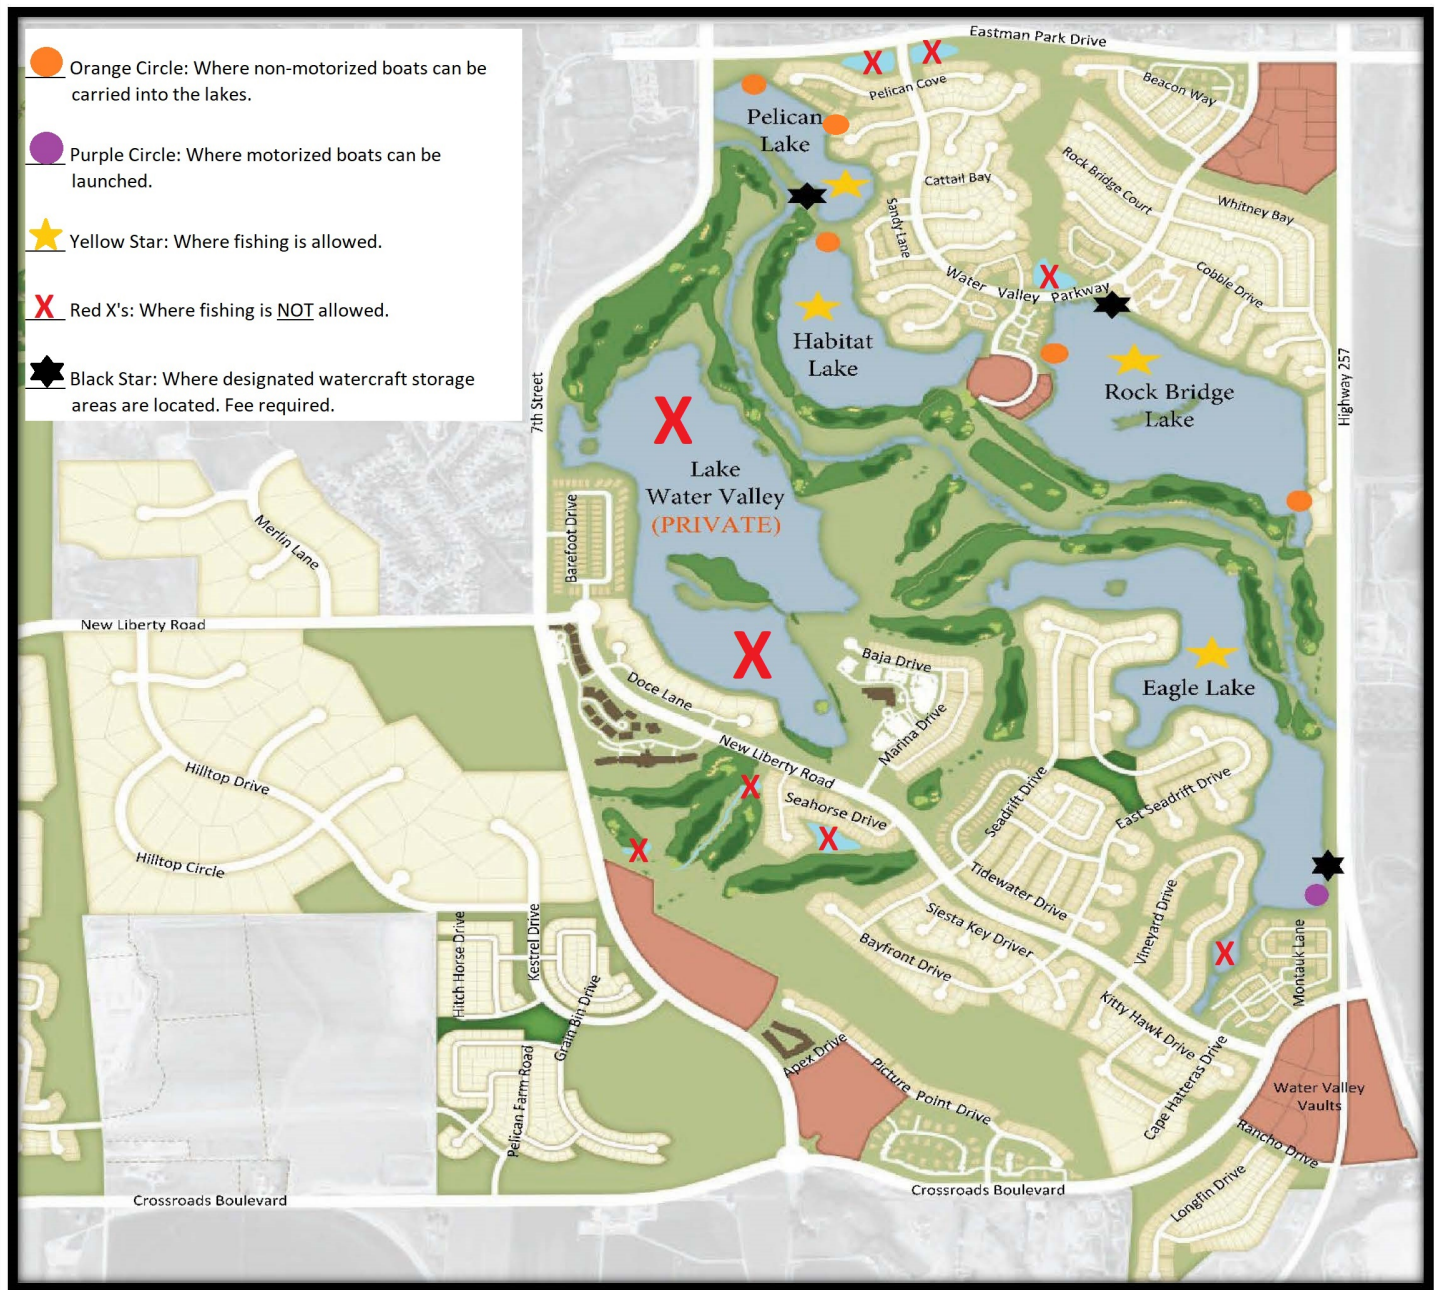 Orange Circle: Where non-motorized boats can be
carried into the lakes.
Purple Circle: Where motorized boats can be
launched.
Yellow Star: Where fishing is allowed.
X Red X's: Where fishing is NOT allowed.
Black Star: Where designated watercraft storage
areas are located. Fee required.
Eastman Park Drive
X
X
Pelican Cove
Beacon Way
Pelican
Lake
Rock Bridge Court
Cattail Bay
Whitney Bay
Sandy Lane
Cobble Drive
X
Water Valley Parkway
Habitat
Lake
Rock Bridge
Lake
Highway 257
7th Street
X
Lake
Water Valley
(PRIVATE)
Barefoot Drive
Merlin Lane
New Liberty Road
X
Baja Drive
Doce Lane
Eagle Lake
Marina Drive
New Liberty Road
Hilltop Drive
X
Seahorse Drive
Seadrift Drive
East Seadrift Drive
X
X
Hilltop Circle
Tidewater Drive
Siesta Key Driver
Vineyard Drive
Bayfront Drive
X
Montauk Lane
Hitch Horse Drive
Kestrel Drive
Grain Bin Drive
Kitty Hawk Drive
Apex Drive
Picture Point Drive
Cape Hatteras Drive
Pelican Farm Road
Water Valley
Vaults
Rancho Drive
Longfin Drive
Crossroads Boulevard
Crossroads Boulevard